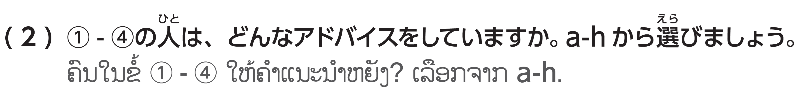 (2) ①-④の人は、どんなアドバイスをしていますか。a-hから選びましょう。
ຄົນໃນຂໍ້ ①-④ ໃຫ້ຄຳແນະນຳຫຍັງ? ເລືອກຈາກ a-h.